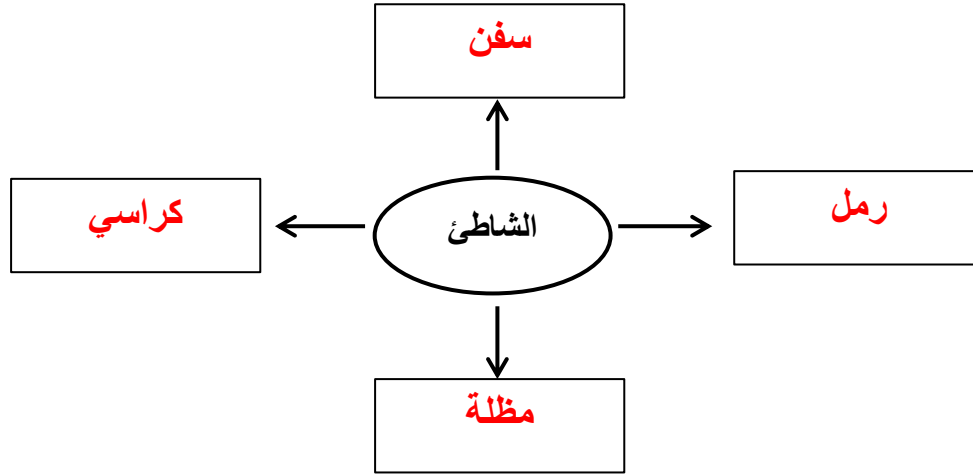 سفن
رمل
الشاطئ
كراسي
مظلة